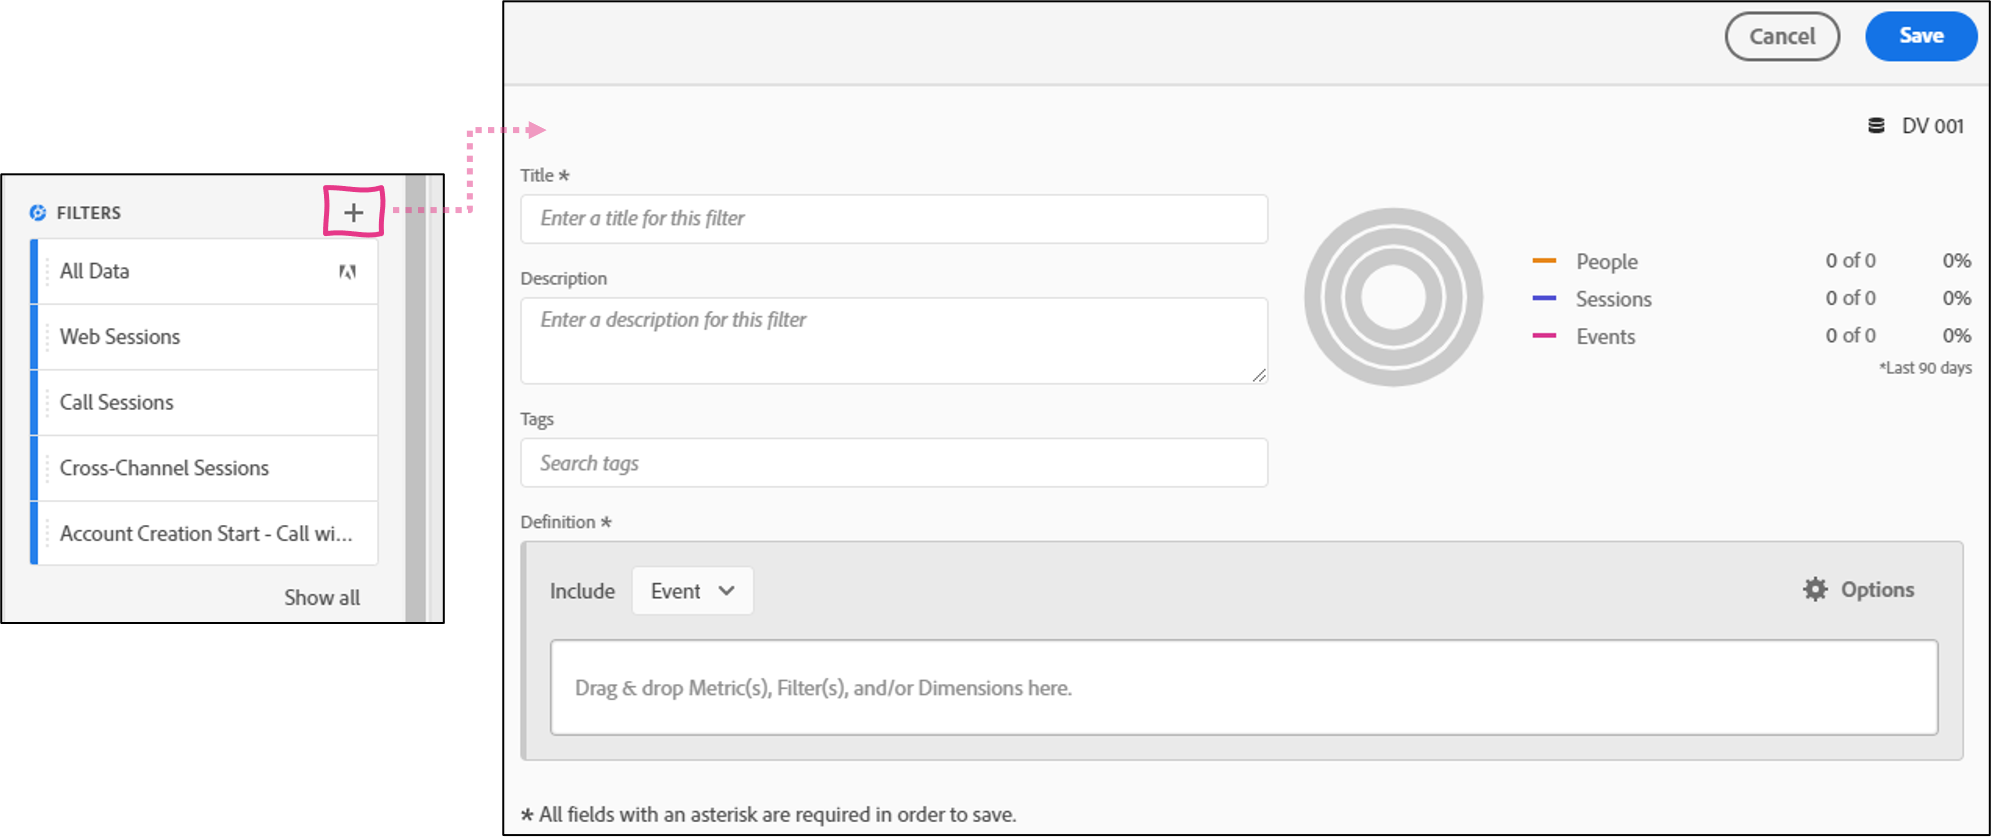 FILTERS
All Data
Web Sessions
Call Sessions
Cross-Channel Sessions
Account Creation Start - Call wi...
Show all
Cancel
Save
DV 001
Title *
Enter a title for this filter
Description
Enter a description for this filter
Tags
Search tags
People 0 of 0 0%
Sessions 0 of 0 0%
Events 0 of 0 0%
*Last 90 days
Definition *
Include Event Options
Drag & drop Metric(s), Filter(s), and/or Dimensions here.
* All fields with an asterisk are required in order to save.